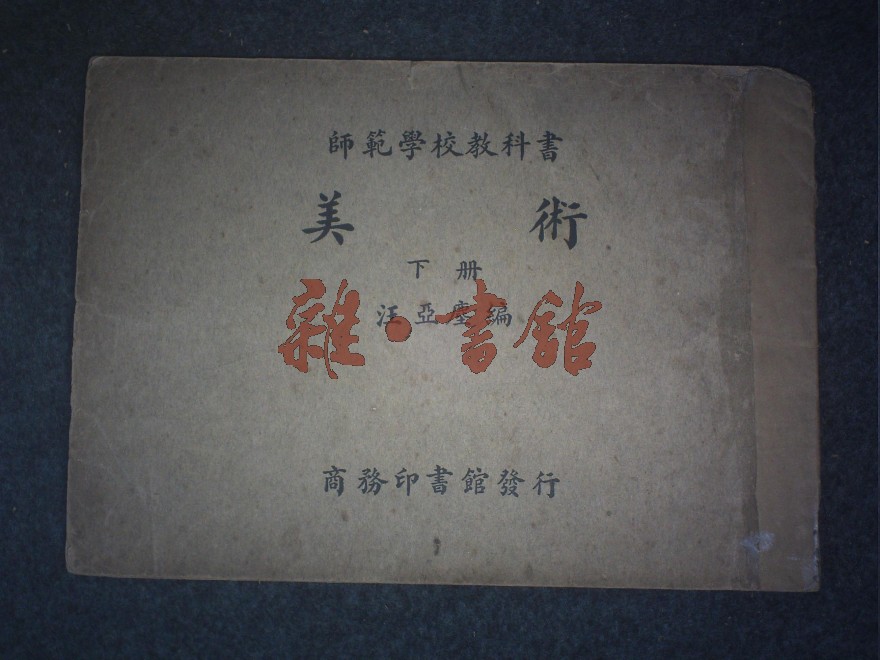 師範學校教科書
美術
下册
汪亞塵編
雜·書館
商務印書館發行